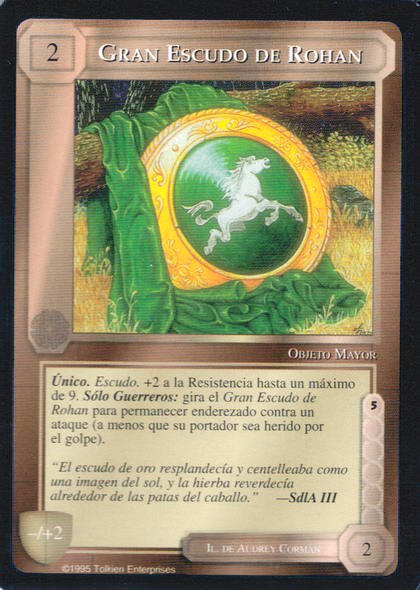 2
GRAN ESCUDO DE ROHAN
OBJETO MAYOR
Único. Escudo. +2 a la Resistencia hasta un máximo
de 9. Sólo Guerreros: gira el Gran Escudo de
Rohan para permanecer enderezado contra un
ataque (a menos que su portador sea herido por
el golpe).
5
“El escudo de oro resplandecía y centelleaba como
una imagen del sol, y la hierba reverdecía
alrededor de las patas del caballo.” —SdlA III
–/+2
IL. DE AUDREY CORMAN
2
©1995 Tolkien Enterprises